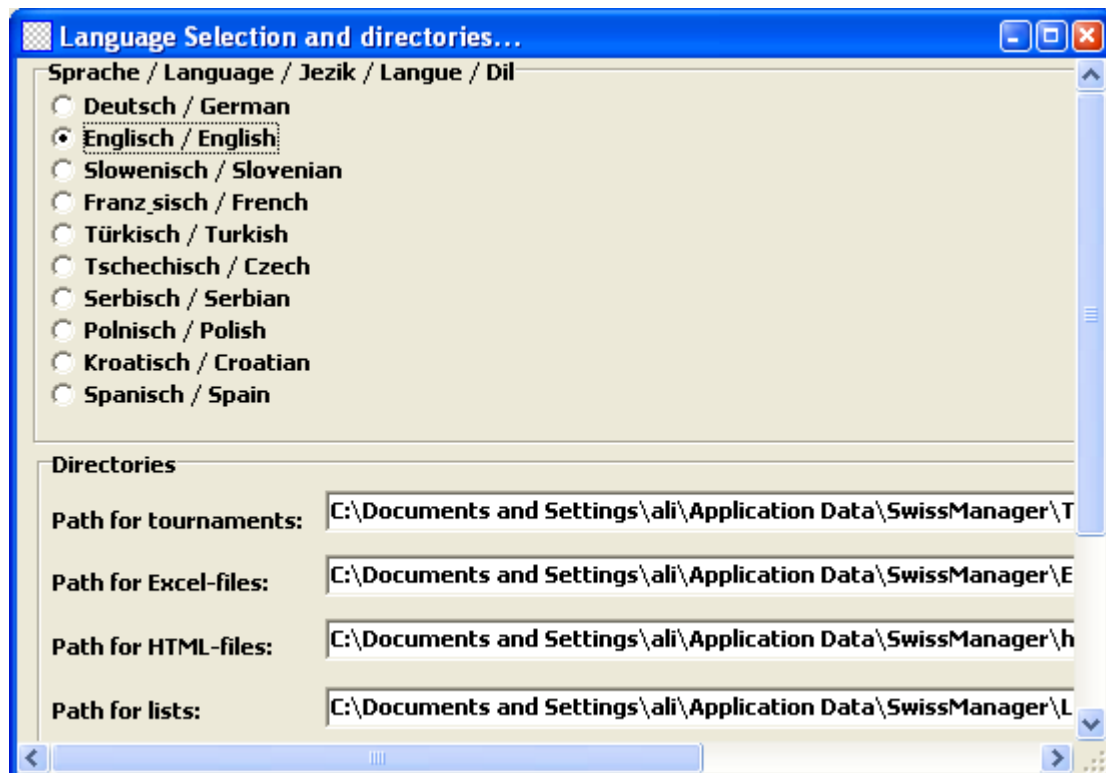 Language Selection and directories...
Sprache / Language / Jezik / Langue / Dil
Deutsch / German
Englisch / English
Slowenisch / Slovenian
Franz_sisch / French
Türkisch / Turkish
Tschechisch / Czech
Serbisch / Serbian
Polnisch / Polish
Kroatisch / Croatian
Spanisch / Spain
Directories
Path for tournaments: C:\Documents and Settings\ali\Application Data\SwissManager\T
Path for Excel-files: C:\Documents and Settings\ali\Application Data\SwissManager\E
Path for HTML-files: C:\Documents and Settings\ali\Application Data\SwissManager\h
Path for lists: C:\Documents and Settings\ali\Application Data\SwissManager\L